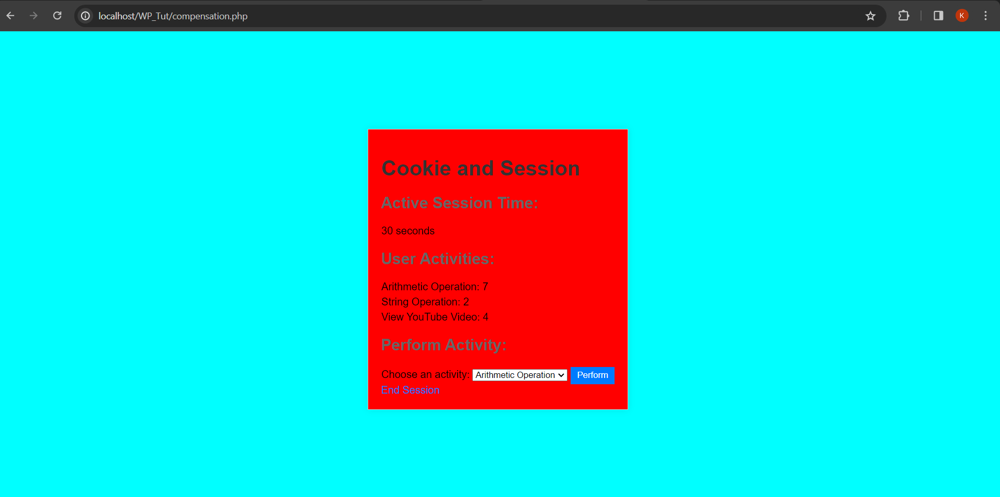 localhost/WP_Tut/compensation.php
K
Cookie and Session
Active Session Time:
30 seconds
User Activities:
Arithmetic Operation: 7
String Operation: 2
View YouTube Video: 4
Perform Activity:
Choose an activity: Arithmetic Operation Perform
End Session